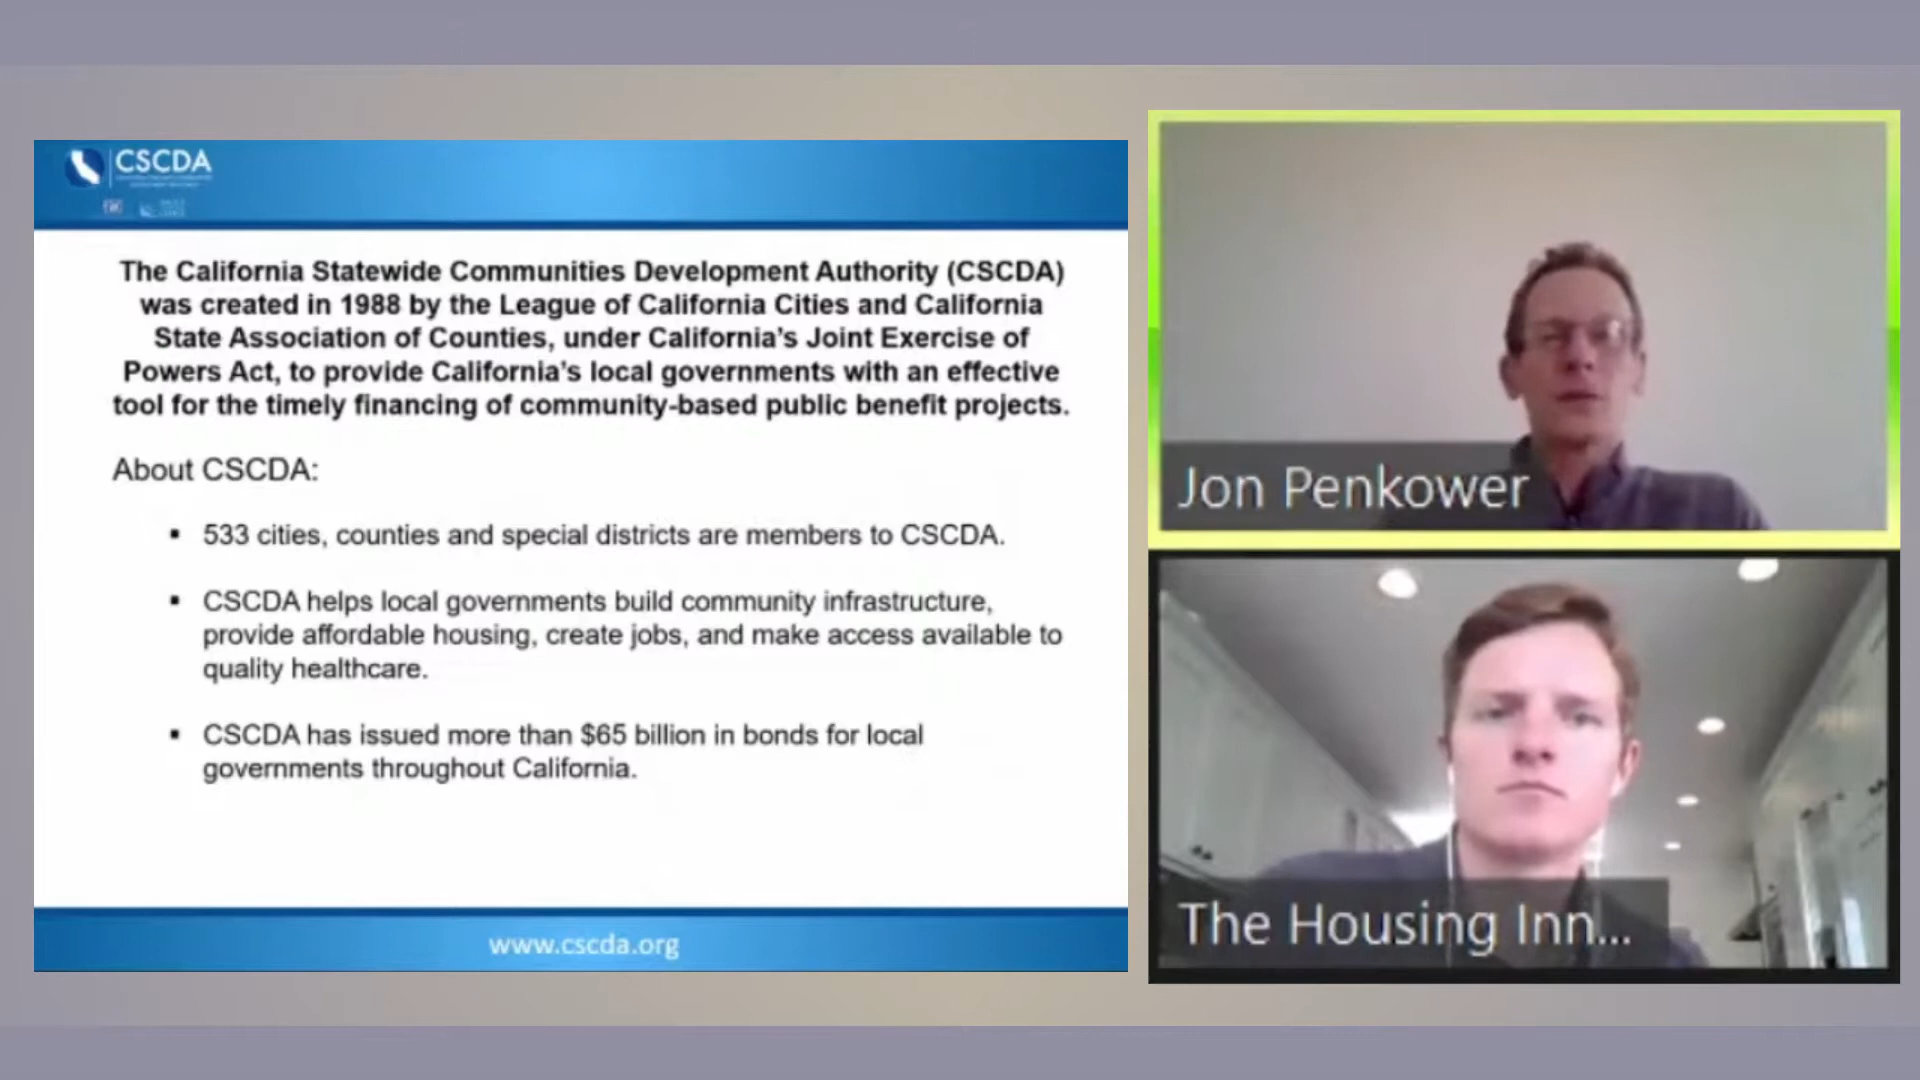 CSCDA
The California Statewide Communities Development Authority (CSCDA)
was created in 1988 by the League of California Cities and California
State Association of Counties, under California's Joint Exercise of
Powers Act, to provide California's local governments with an effective
tool for the timely financing of community-based public benefit projects.
About CSCDA:
▪ 533 cities, counties and special districts are members to CSCDA.
▪ CSCDA helps local governments build community infrastructure,
provide affordable housing, create jobs, and make access available to
quality healthcare.
▪ CSCDA has issued more than $65 billion in bonds for local
governments throughout California.
www.cscda.org
Jon Penkower
The Housing Inn...